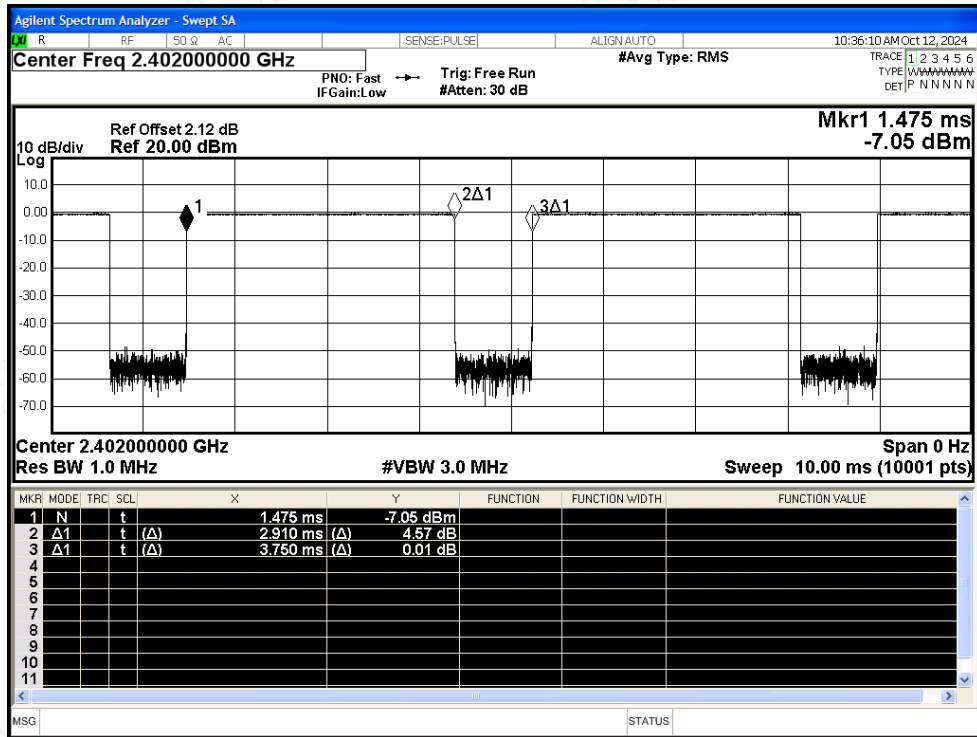 Agilent Spectrum Analyzer - Swept SA
LXI R RF 50 Ω AC SENSE:PULSE ALIGN AUTO 10:36:10 AM Oct 12, 2024
Center Freq 2.402000000 GHz
PNO: Fast
IFGain:Low
Trig: Free Run
#Atten: 30 dB
#Avg Type: RMS
TRACE 1 2 3 4 5 6
TYPE WWWWWW
DET P N N N N N
Mkr1 1.475 ms
-7.05 dBm
Ref Offset 2.12 dB
10 dB/div Ref 20.00 dBm
Log
10.0
0.00
-10.0
-20.0
-30.0
-40.0
-50.0
-60.0
-70.0
1
2Δ1
3Δ1
Center 2.402000000 GHz Span 0 Hz
Res BW 1.0 MHz #VBW 3.0 MHz Sweep 10.00 ms (10001 pts)
MKR MODE TRC SCL X Y FUNCTION FUNCTION WIDTH FUNCTION VALUE
1 N t 1.475 ms -7.05 dBm
2 Δ1 t (Δ) 2.910 ms (Δ) 4.57 dB
3 Δ1 t (Δ) 3.750 ms (Δ) 0.01 dB
4
5
6
7
8
9
10
11
MSG STATUS